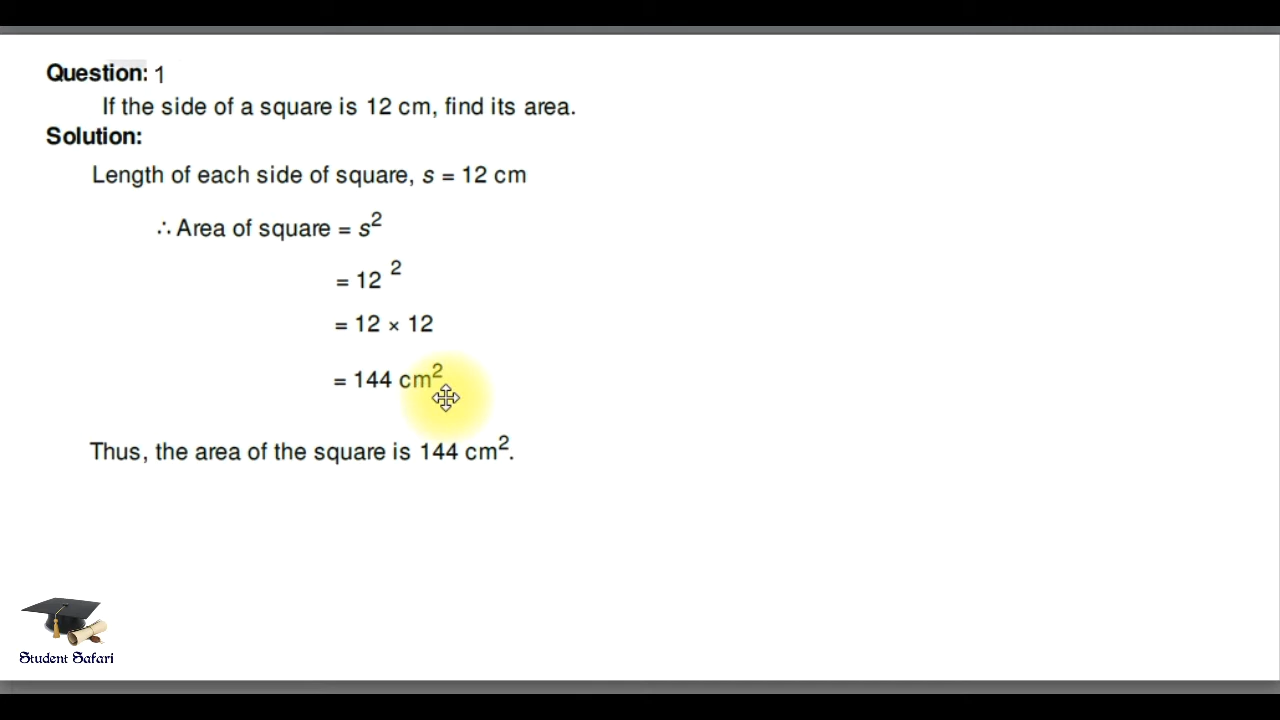 Question: 1
If the side of a square is 12 cm, find its area.
Solution:
Length of each side of square, s = 12 cm
∴ Area of square = s²
= 12 ²
= 12 × 12
= 144 cm²
Thus, the area of the square is 144 cm².
Student Safari